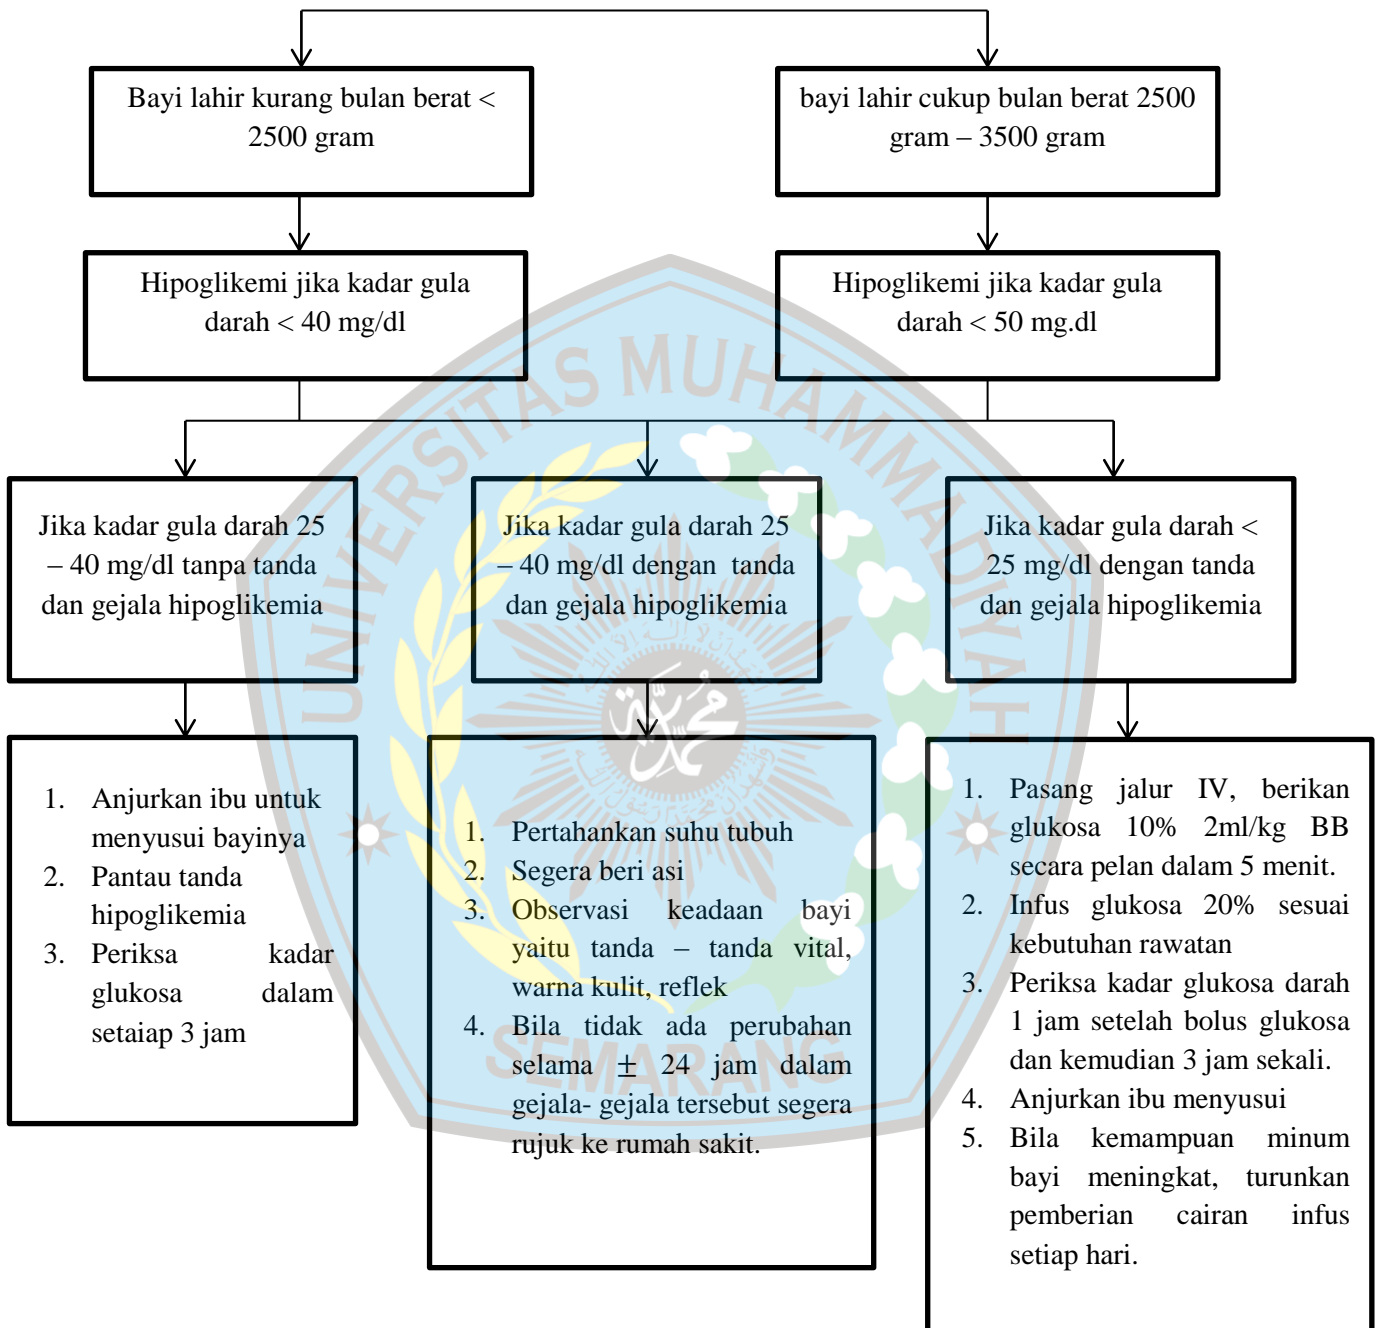 Bayi lahir kurang bulan berat <
2500 gram
bayi lahir cukup bulan berat 2500
gram – 3500 gram
Hipoglikemi jika kadar gula
darah < 40 mg/dl
Hipoglikemi jika kadar gula
darah < 50 mg.dl
Jika kadar gula darah 25
– 40 mg/dl tanpa tanda
dan gejala hipoglikemia
Jika kadar gula darah 25
– 40 mg/dl dengan tanda
dan gejala hipoglikemia
Jika kadar gula darah <
25 mg/dl dengan tanda
dan gejala hipoglikemia
1. Anjurkan ibu untuk
menyusui bayinya
2. Pantau tanda
hipoglikemia
3. Periksa kadar
glukosa dalam
setaiap 3 jam
1. Pertahankan suhu tubuh
2. Segera beri asi
3. Observasi keadaan bayi
yaitu tanda – tanda vital,
warna kulit, reflek
4. Bila tidak ada perubahan
selama ± 24 jam dalam
gejala- gejala tersebut segera
rujuk ke rumah sakit.
1. Pasang jalur IV, berikan
glukosa 10% 2ml/kg BB
secara pelan dalam 5 menit.
2. Infus glukosa 20% sesuai
kebutuhan rawatan
3. Periksa kadar glukosa darah
1 jam setelah bolus glukosa
dan kemudian 3 jam sekali.
4. Anjurkan ibu menyusui
5. Bila kemampuan minum
bayi meningkat, turunkan
pemberian cairan infus
setiap hari.
UNIVERSITAS MUHAMMADIYAH
SEMARANG